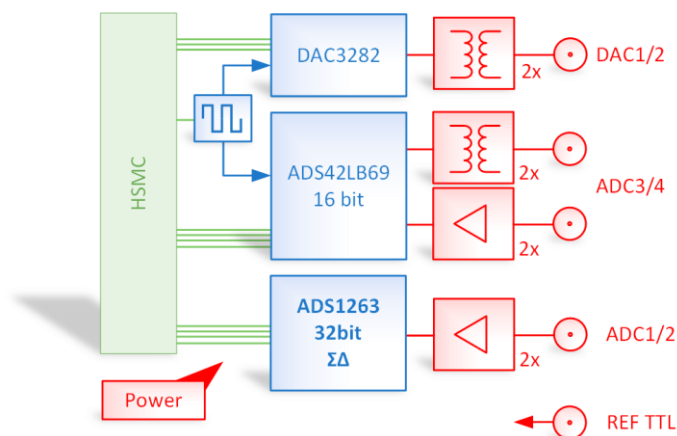 HSMC
DAC3282
2x
DAC1/2
ADS42LB69
16 bit
2x
ADC3/4
2x
ADS1263
32bit
ΣΔ
2x
ADC1/2
Power
REF TTL